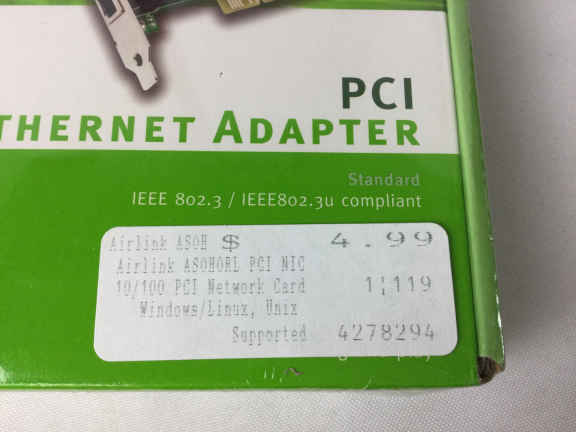 PCI
THERNET ADAPTER
Standard
IEEE 802.3 / IEEE802.3u compliant
Airlink ASOH $ 4.99
Airlink ASOHORL PCI NIC
10/100 PCI Network Card 1;119
Windows/Linux, Unix
Supported 4278294